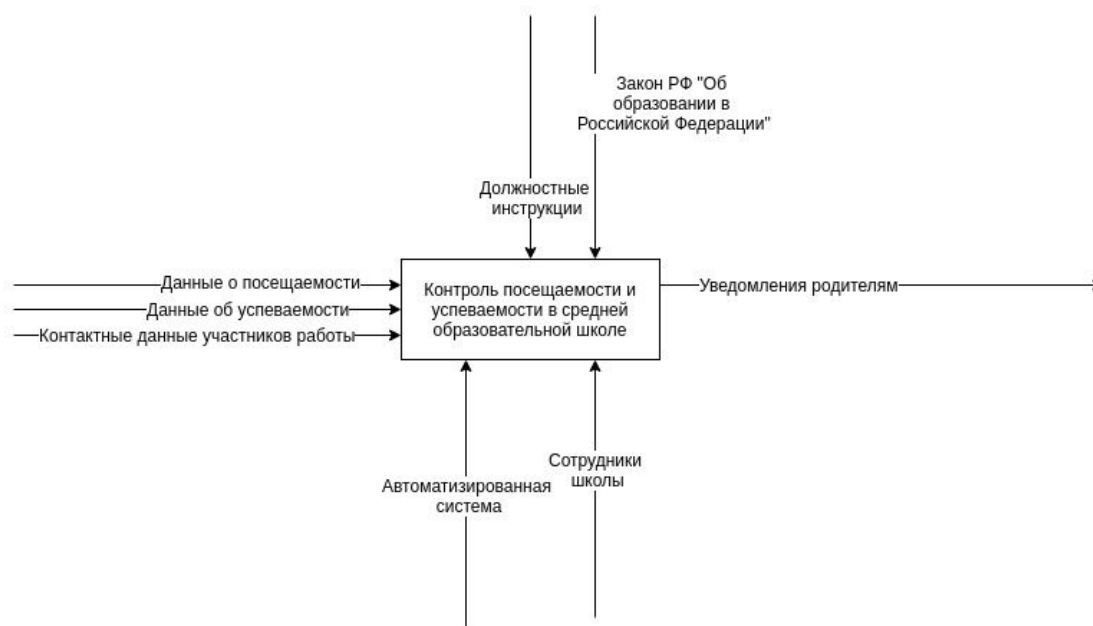 Закон РФ "Об
образовании в
Российской Федерации"
Должностные
инструкции
Данные о посещаемости
Данные об успеваемости
Контактные данные участников работы
Контроль посещаемости и
успеваемости в средней
образовательной школе
Уведомления родителям
Сотрудники
школы
Автоматизированная
система